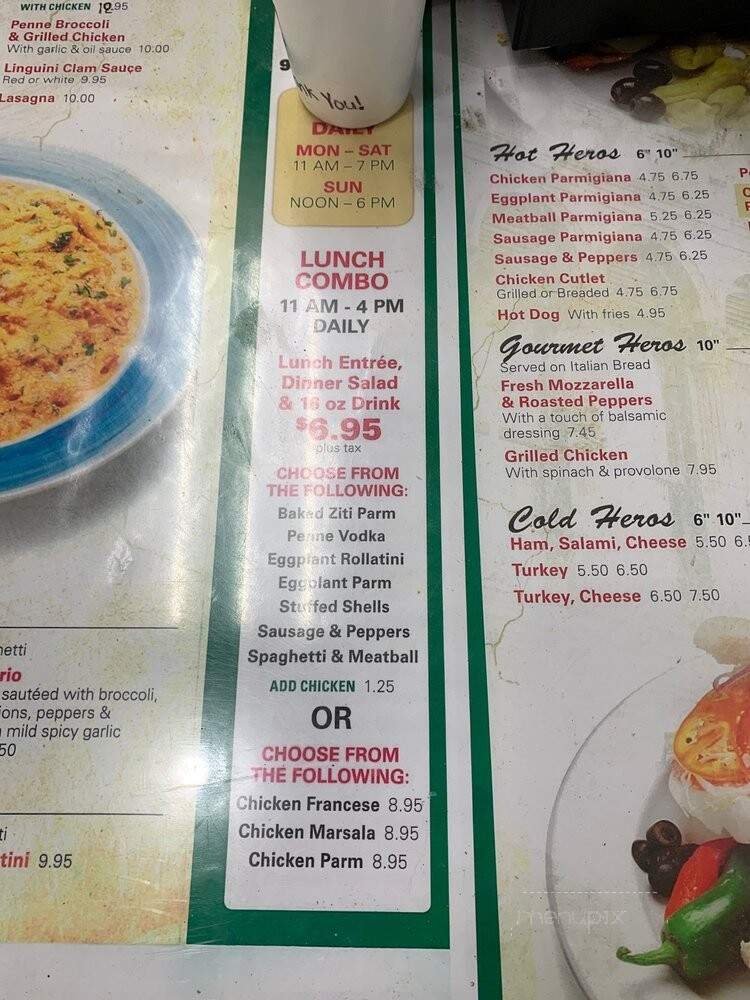 WITH CHICKEN 12.95
Penne Broccoli
& Grilled Chicken
With garlic & oil sauce 10.00
Linguini Clam Sauce
Red or white 9.95
Lasagna 10.00
rio
sautéed with broccoli,
ions, peppers &
mild spicy garlic
50
tini 9.95
9
You!
DAILY
MON – SAT
11 AM – 7 PM
SUN
NOON – 6 PM
LUNCH
COMBO
11 AM - 4 PM
DAILY
Lunch Entrée,
Dinner Salad
& 16 oz Drink
$6.95
plus tax
CHOOSE FROM
THE FOLLOWING:
Baked Ziti Parm
Penne Vodka
Eggplant Rollatini
Eggplant Parm
Stuffed Shells
Sausage & Peppers
Spaghetti & Meatball
ADD CHICKEN 1.25
OR
CHOOSE FROM
THE FOLLOWING:
Chicken Francese 8.95
Chicken Marsala 8.95
Chicken Parm 8.95
Hot Heros 6" 10"
Chicken Parmigiana 4.75 6.75
Eggplant Parmigiana 4.75 6.25
Meatball Parmigiana 5.25 6.25
Sausage Parmigiana 4.75 6.25
Sausage & Peppers 4.75 6.25
Chicken Cutlet
Grilled or Breaded 4.75 6.75
Hot Dog With fries 4.95
Gourmet Heros 10"
Served on Italian Bread
Fresh Mozzarella
& Roasted Peppers
With a touch of balsamic
dressing 7.45
Grilled Chicken
With spinach & provolone 7.95
Cold Heros 6" 10"
Ham, Salami, Cheese 5.50 6.
Turkey 5.50 6.50
Turkey, Cheese 6.50 7.50
menupix